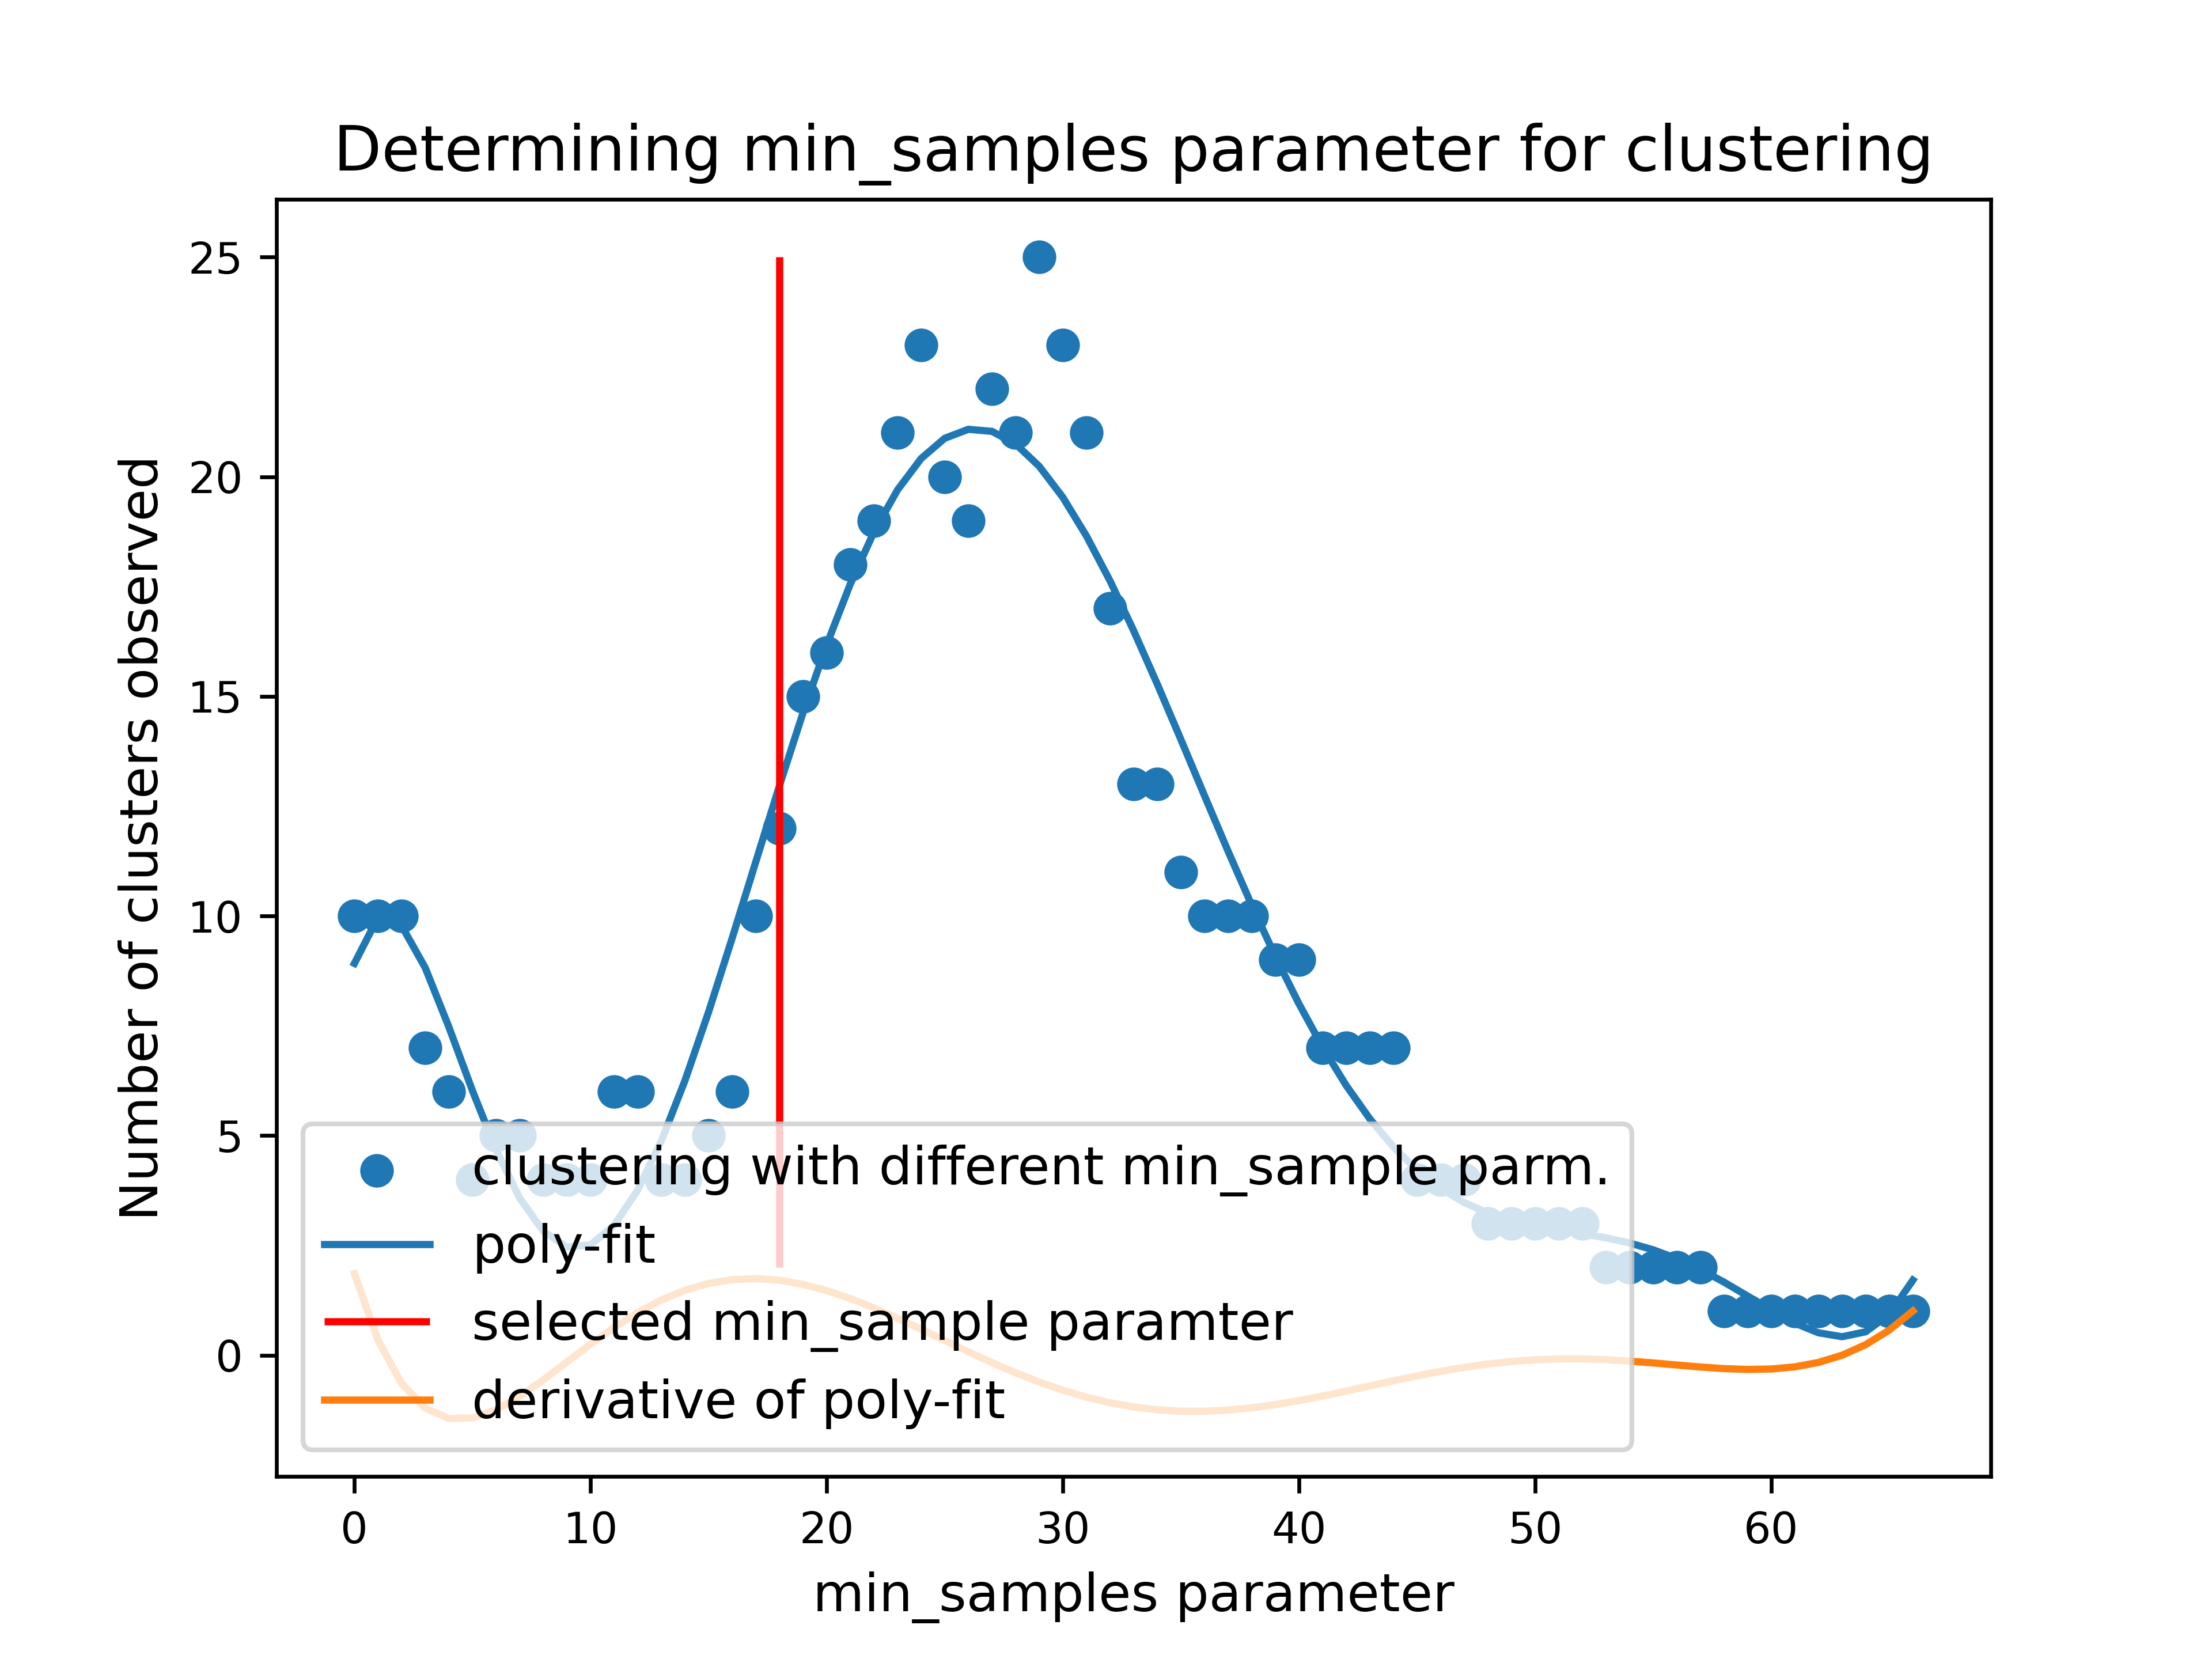 Determining min_samples parameter for clustering
Number of clusters observed
25
20
15
10
5
0
clustering with different min_sample parm.
poly-fit
selected min_sample paramter
derivative of poly-fit
0 10 20 30 40 50 60
min_samples parameter